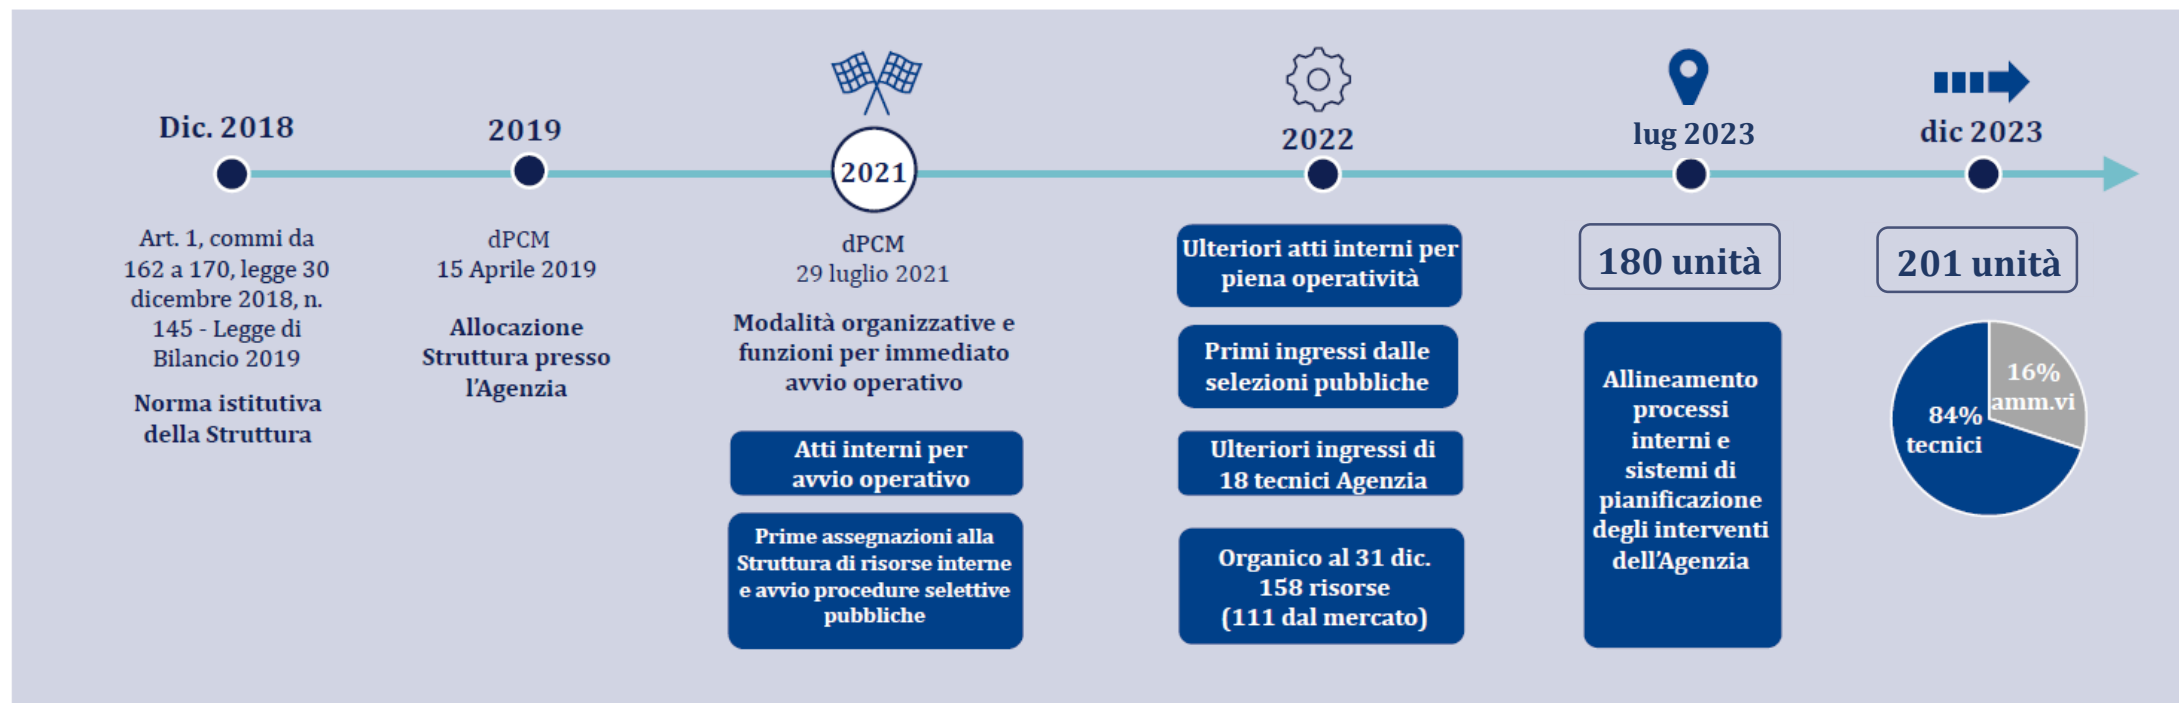 Dic. 2018
Art. 1, commi da
162 a 170, legge 30
dicembre 2018, n.
145 - Legge di
Bilancio 2019
Norma istitutiva
della Struttura
2019
dPCM
15 Aprile 2019
Allocazione
Struttura presso
l'Agenzia
2021
dPCM
29 luglio 2021
Modalità organizzative e
funzioni per immediato
avvio operativo
Atti interni per
avvio operativo
Prime assegnazioni alla
Struttura di risorse interne
e avvio procedure selettive
pubbliche
2022
Ulteriori atti interni per
piena operatività
Primi ingressi dalle
selezioni pubbliche
Ulteriori ingressi di
18 tecnici Agenzia
Organico al 31 dic.
158 risorse
(111 dal mercato)
lug 2023
180 unità
Allineamento
processi
interni e
sistemi di
pianificazione
degli interventi
dell'Agenzia
dic 2023
201 unità
16%
amm.vi
84%
tecnici